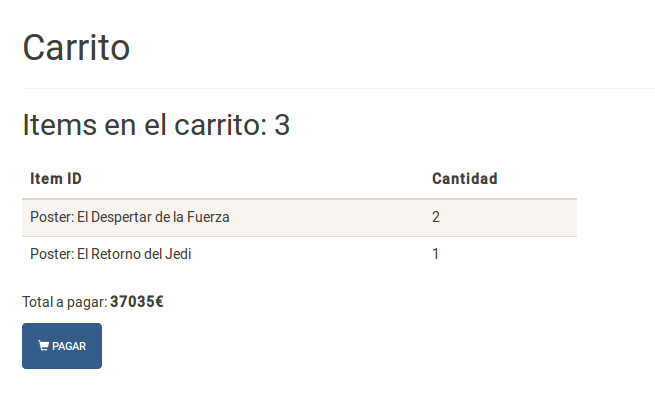 Carrito
Items en el carrito: 3
Item ID Cantidad
Poster: El Despertar de la Fuerza 2
Poster: El Retorno del Jedi 1
Total a pagar: 37035€
PAGAR